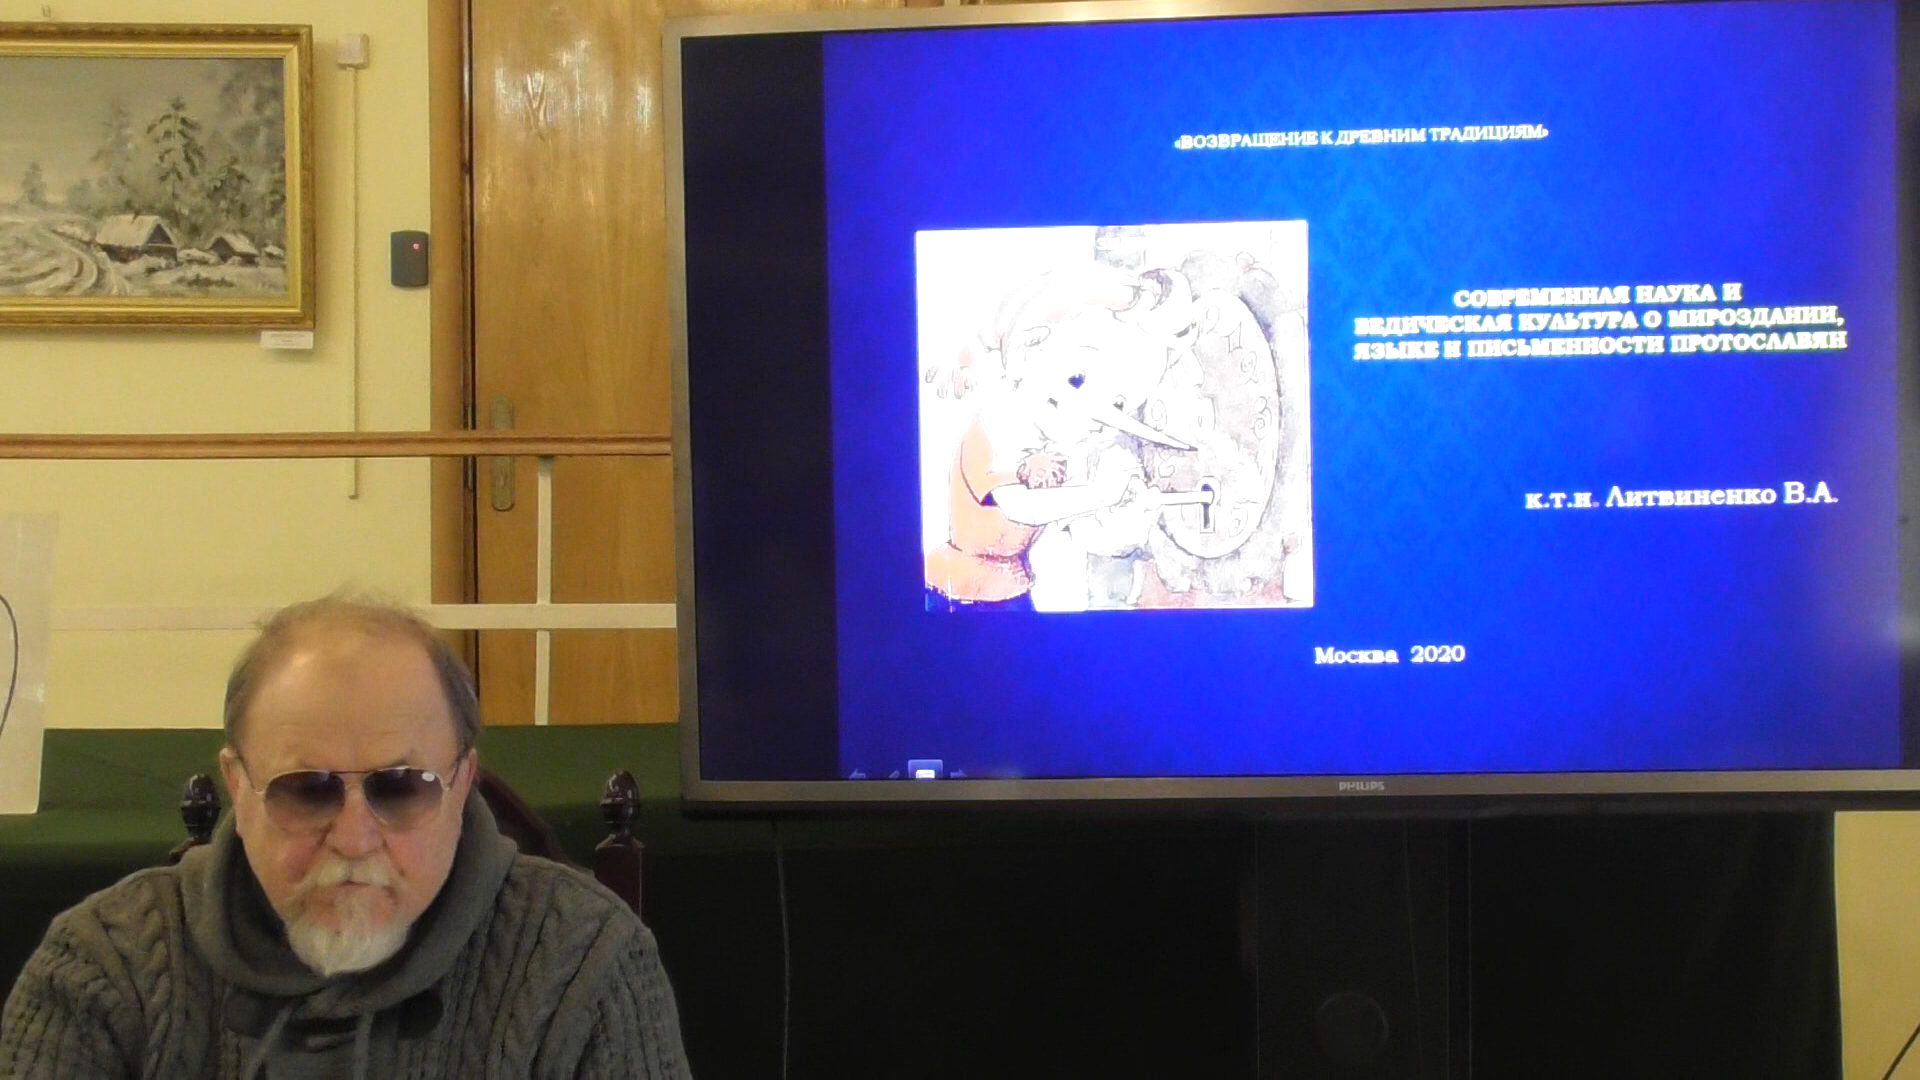 «ВОЗВРАЩЕНИЕ К ДРЕВНИМ ТРАДИЦИЯМ»
СОВРЕМЕННАЯ НАУКА И
ВЕДИЧЕСКАЯ КУЛЬТУРА О МИРОЗДАНИИ,
ЯЗЫКЕ И ПИСЬМЕННОСТИ ПРОТОСЛАВЯН
к.т.н. Литвиненко В.А.
Москва 2020
PHILIPS